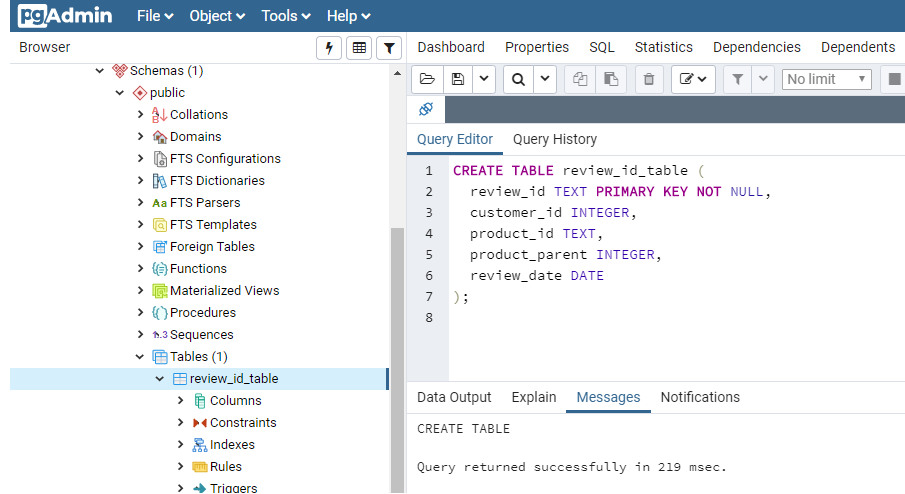 pgAdmin File Object Tools Help
Browser
Dashboard Properties SQL Statistics Dependencies Dependents
Schemas (1)
public
Collations
Domains
FTS Configurations
FTS Dictionaries
Aa FTS Parsers
FTS Templates
Foreign Tables
Functions
Materialized Views
Procedures
1..3 Sequences
Tables (1)
review_id_table
Columns
Constraints
Indexes
Rules
Triggers
No limit
Query Editor Query History
1 CREATE TABLE review_id_table (
2 review_id TEXT PRIMARY KEY NOT NULL,
3 customer_id INTEGER,
4 product_id TEXT,
5 product_parent INTEGER,
6 review_date DATE
7 );
8
Data Output Explain Messages Notifications
CREATE TABLE
Query returned successfully in 219 msec.